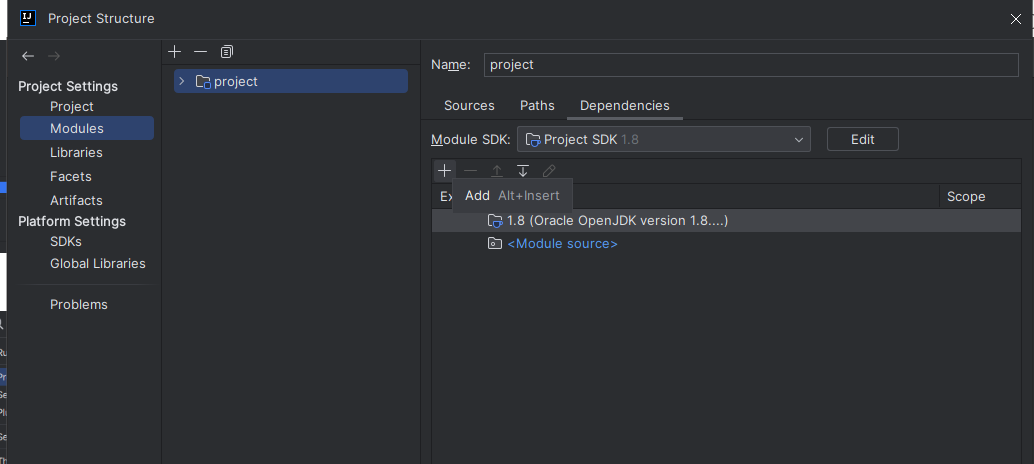 Project Structure
Name: project
project
Project Settings
Project
Modules
Libraries
Facets
Artifacts
Platform Settings
SDKs
Global Libraries
Problems
Sources Paths Dependencies
Module SDK: Project SDK 1.8 Edit
Add Alt+Insert
Scope
1.8 (Oracle OpenJDK version 1.8....)
<Module source>